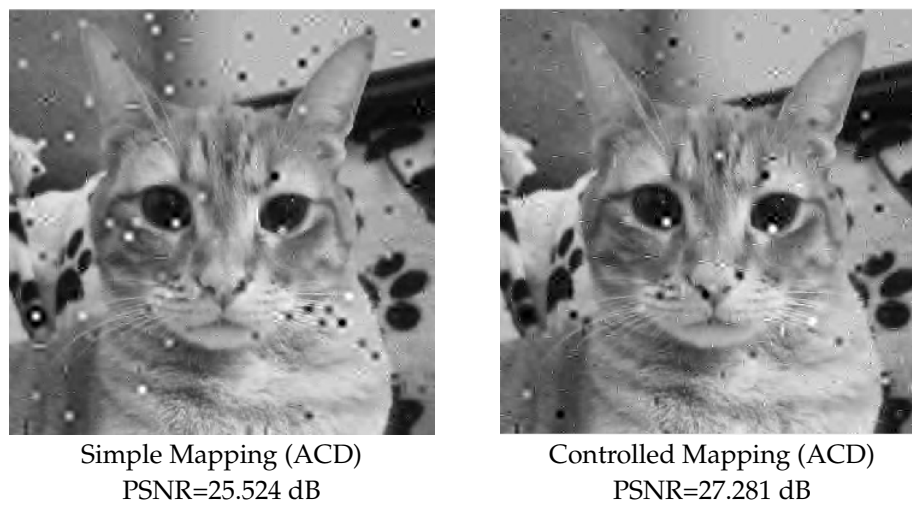 Simple Mapping (ACD)
PSNR=25.524 dB
Controlled Mapping (ACD)
PSNR=27.281 dB